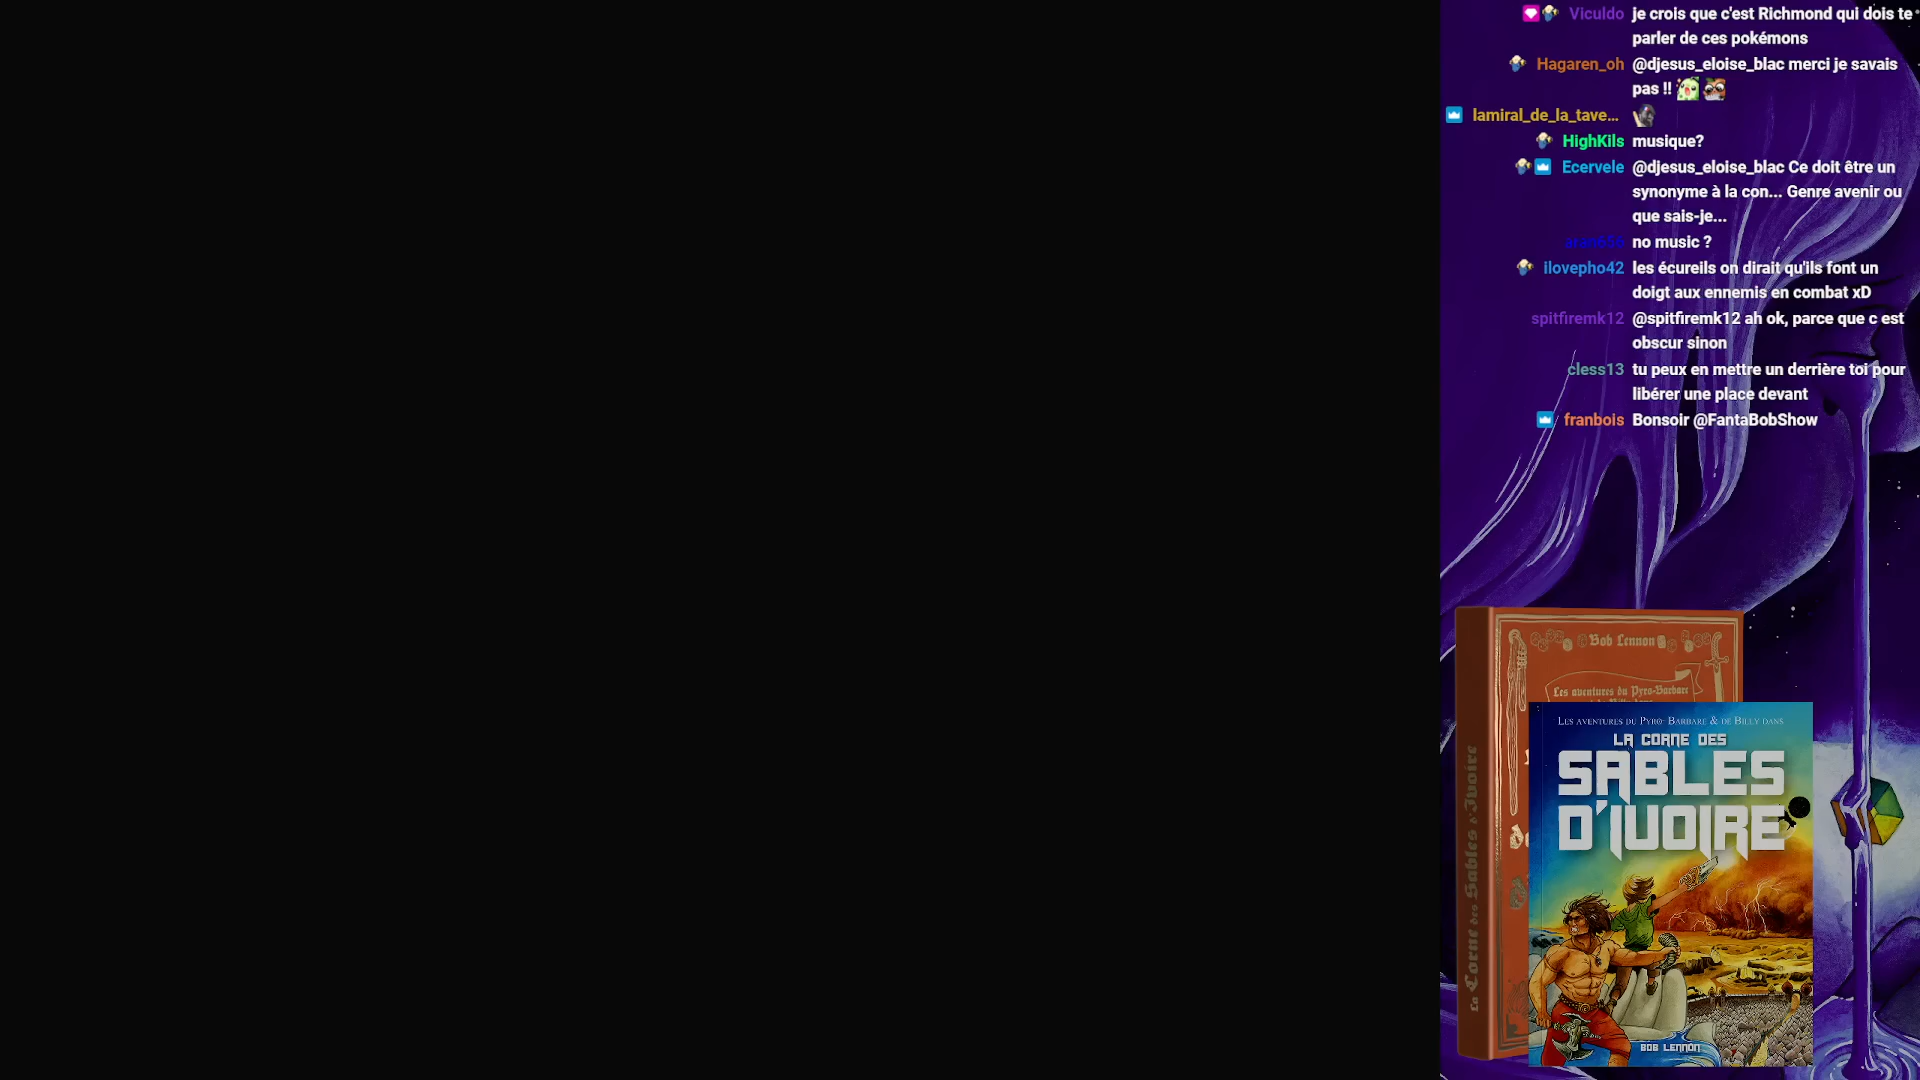 Viculdo je crois que c'est Richmond qui dois te
parler de ces pokémons
Hagaren_oh @djesus_eloise_blac merci je savais
pas !!
lamiral_de_la_tave...
HighKils musique?
Ecervele @djesus_eloise_blac Ce doit être un
synonyme à la con... Genre avenir ou
que sais-je...
no music ?
ilovepho42 les écureils on dirait qu'ils font un
doigt aux ennemis en combat xD
spitfiremk12 @spitfiremk12 ah ok, parce que c est
obscur sinon
cless13 tu peux en mettre un derrière toi pour
libérer une place devant
franbois Bonsoir @FantaBobShow
Bob Lennon
Les aventures du Pyro-Barbare
La Corne des Sables d'Ivoire
Les aventures du Pyro-Barbare & de Billy dans
LA CORNE DES
SABLES
D'IVOIRE
BOB LENNON